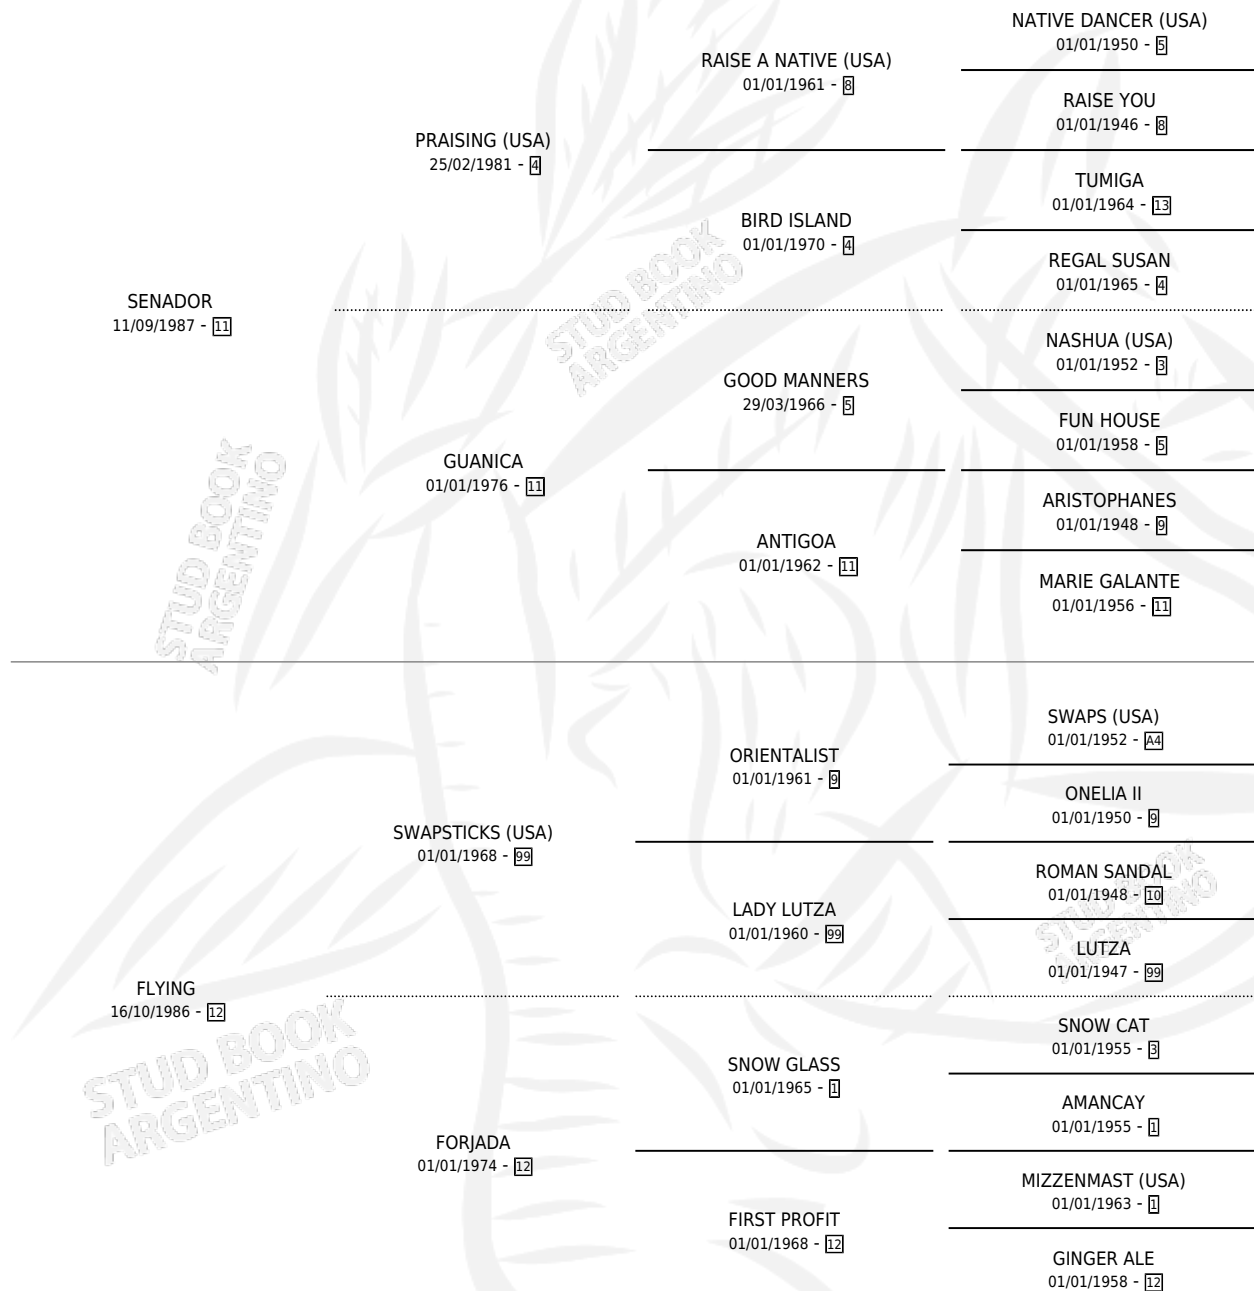 NATIVE DANCER (USA)
01/01/1950 - 5
RAISE A NATIVE (USA)
01/01/1961 - 8
RAISE YOU
01/01/1946 - 8
PRAISING (USA)
25/02/1981 - 4
TUMIGA
01/01/1964 - 13
BIRD ISLAND
01/01/1970 - 4
REGAL SUSAN
01/01/1965 - 4
SENADOR
11/09/1987 - 11
NASHUA (USA)
01/01/1952 - 3
GOOD MANNERS
29/03/1966 - 5
FUN HOUSE
01/01/1958 - 5
GUANICA
01/01/1976 - 11
ARISTOPHANES
01/01/1948 - 9
ANTIGOA
01/01/1962 - 11
MARIE GALANTE
01/01/1956 - 11
SWAPS (USA)
01/01/1952 - A4
ORIENTALIST
01/01/1961 - 9
ONELIA II
01/01/1950 - 9
SWAPSTICKS (USA)
01/01/1968 - 99
ROMAN SANDAL
01/01/1948 - 10
LADY LUTZA
01/01/1960 - 99
LUTZA
01/01/1947 - 99
FLYING
16/10/1986 - 12
SNOW CAT
01/01/1955 - 3
SNOW GLASS
01/01/1965 - 1
AMANCAY
01/01/1955 - 1
FORJADA
01/01/1974 - 12
MIZZENMAST (USA)
01/01/1963 - 1
FIRST PROFIT
01/01/1968 - 12
GINGER ALE
01/01/1958 - 12
STUD BOOK
ARGENTINO
STUD BOOK
ARGENTINO
STUD BOOK
ARGENTINO
STUD BOOK
ARGENTINO